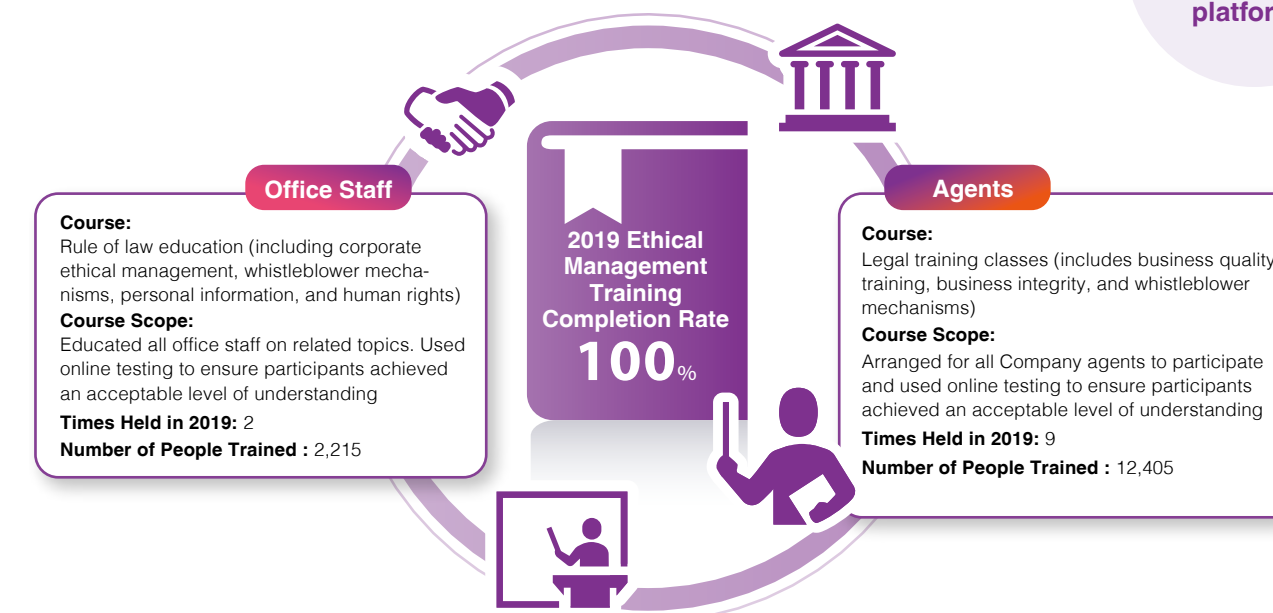 platfor
Office Staff
Course:
Rule of law education (including corporate
ethical management, whistleblower mecha-
nisms, personal information, and human rights)
Course Scope:
Educated all office staff on related topics. Used
online testing to ensure participants achieved
an acceptable level of understanding
Times Held in 2019: 2
Number of People Trained : 2,215
2019 Ethical
Management
Training
Completion Rate
100%
Agents
Course:
Legal training classes (includes business quality
training, business integrity, and whistleblower
mechanisms)
Course Scope:
Arranged for all Company agents to participate
and used online testing to ensure participants
achieved an acceptable level of understanding
Times Held in 2019: 9
Number of People Trained : 12,405